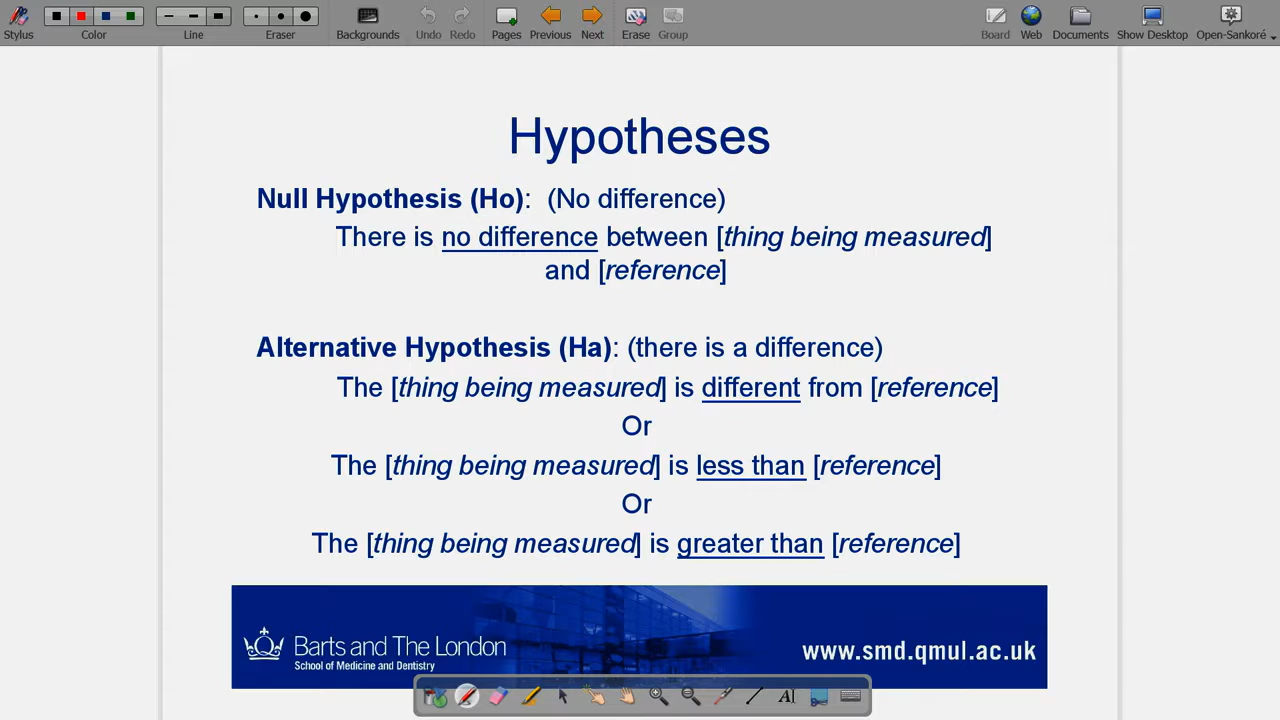 Stylus Color Line Eraser Backgrounds Undo Redo Pages Previous Next Erase Group Board Web Documents Show Desktop Open-Sankoré
Hypotheses
Null Hypothesis (Ho): (No difference)
There is no difference between [thing being measured]
and [reference]
Alternative Hypothesis (Ha): (there is a difference)
The [thing being measured] is different from [reference]
Or
The [thing being measured] is less than [reference]
Or
The [thing being measured] is greater than [reference]
Barts and The London
School of Medicine and Dentistry
www.smd.qmul.ac.uk
AI